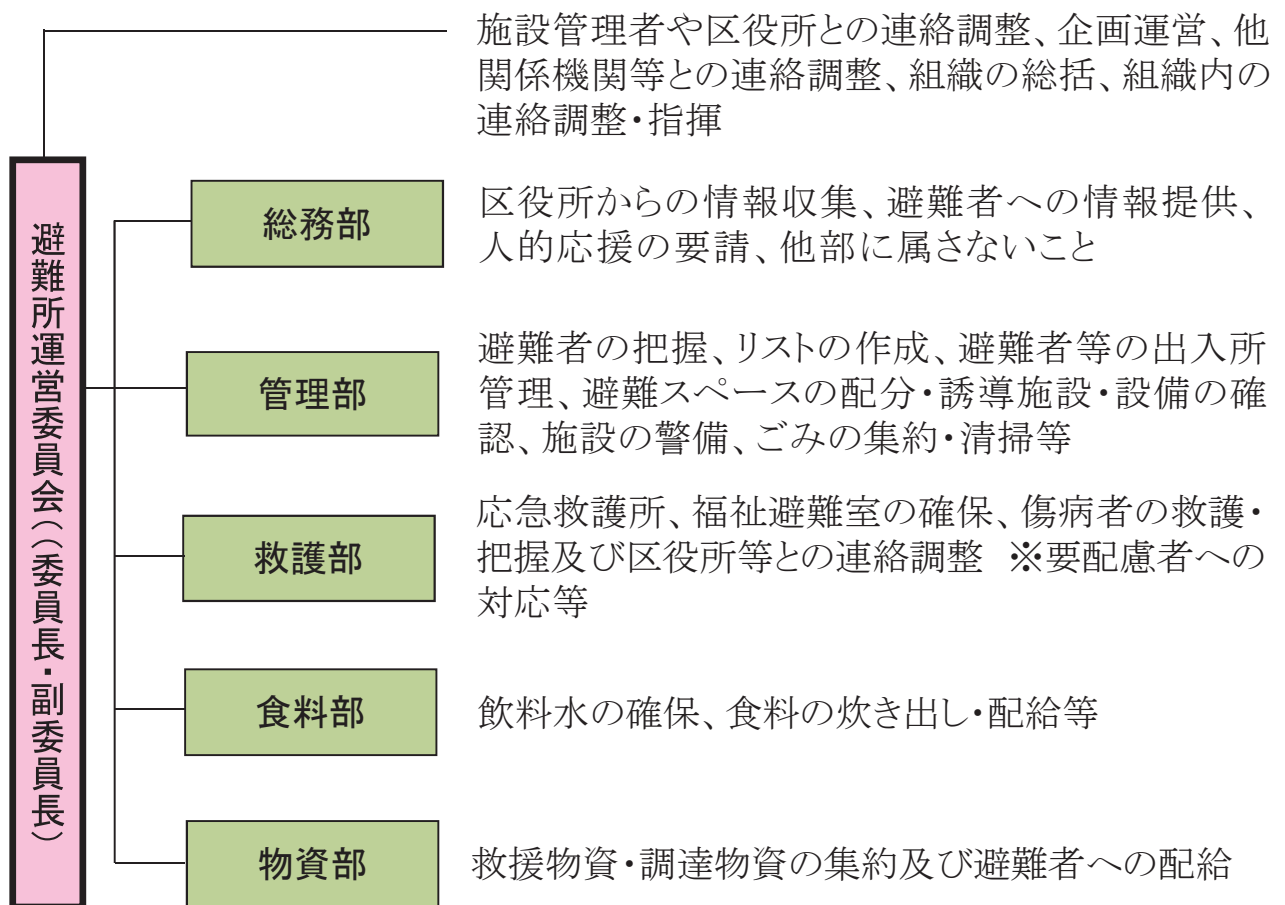 施設管理者や区役所との連絡調整、企画運営、他
関係機関等との連絡調整、組織の総括、組織内の
連絡調整・指揮
避難所運営委員会（（委員長・副委員長）
総務部
区役所からの情報収集、避難者への情報提供、
人的応援の要請、他部に属さないこと
管理部
避難者の把握、リストの作成、避難者等の出入所
管理、避難スペースの配分・誘導施設・設備の確
認、施設の警備、ごみの集約・清掃等
救護部
応急救護所、福祉避難室の確保、傷病者の救護・
把握及び区役所等との連絡調整　※要配慮者への
対応等
食料部
飲料水の確保、食料の炊き出し・配給等
物資部
救援物資・調達物資の集約及び避難者への配給